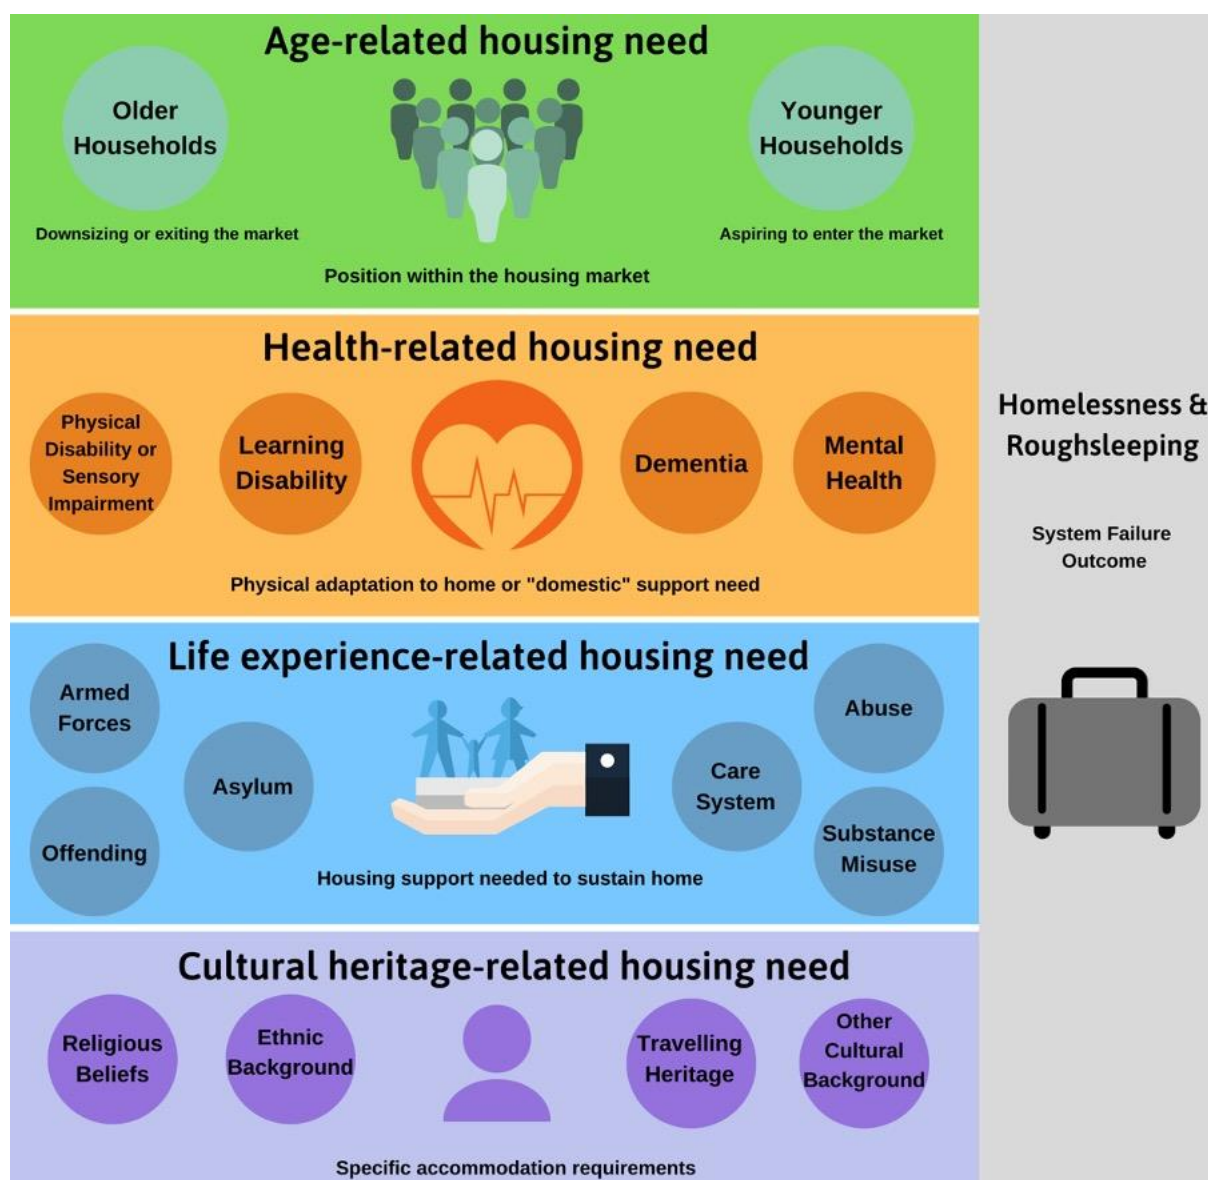 Age-related housing need
Older
Households
Younger
Households
Downsizing or exiting the market
Aspiring to enter the market
Position within the housing market
Health-related housing need
Physical
Disability or
Sensory
Impairment
Learning
Disability
Dementia
Mental
Health
Physical adaptation to home or "domestic" support need
Life experience-related housing need
Armed
Forces
Offending
Asylum
Care
System
Abuse
Substance
Misuse
Housing support needed to sustain home
Cultural heritage-related housing need
Religious
Beliefs
Ethnic
Background
Travelling
Heritage
Other
Cultural
Background
Specific accommodation requirements
Homelessness &
Roughsleeping
System Failure
Outcome